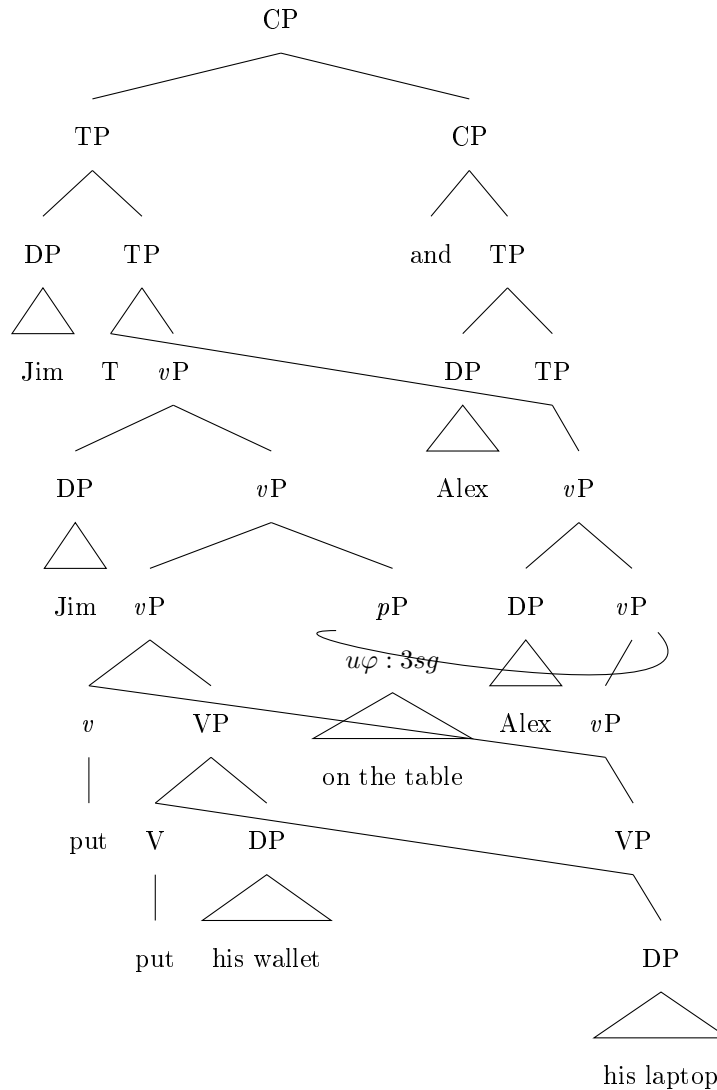 CP
TP CP
DP TP and TP
Jim T vP DP TP
DP vP Alex vP
Jim vP pP DP vP
uφ : 3sg
v VP Alex vP
on the table
put V DP VP
put his wallet DP
his laptop